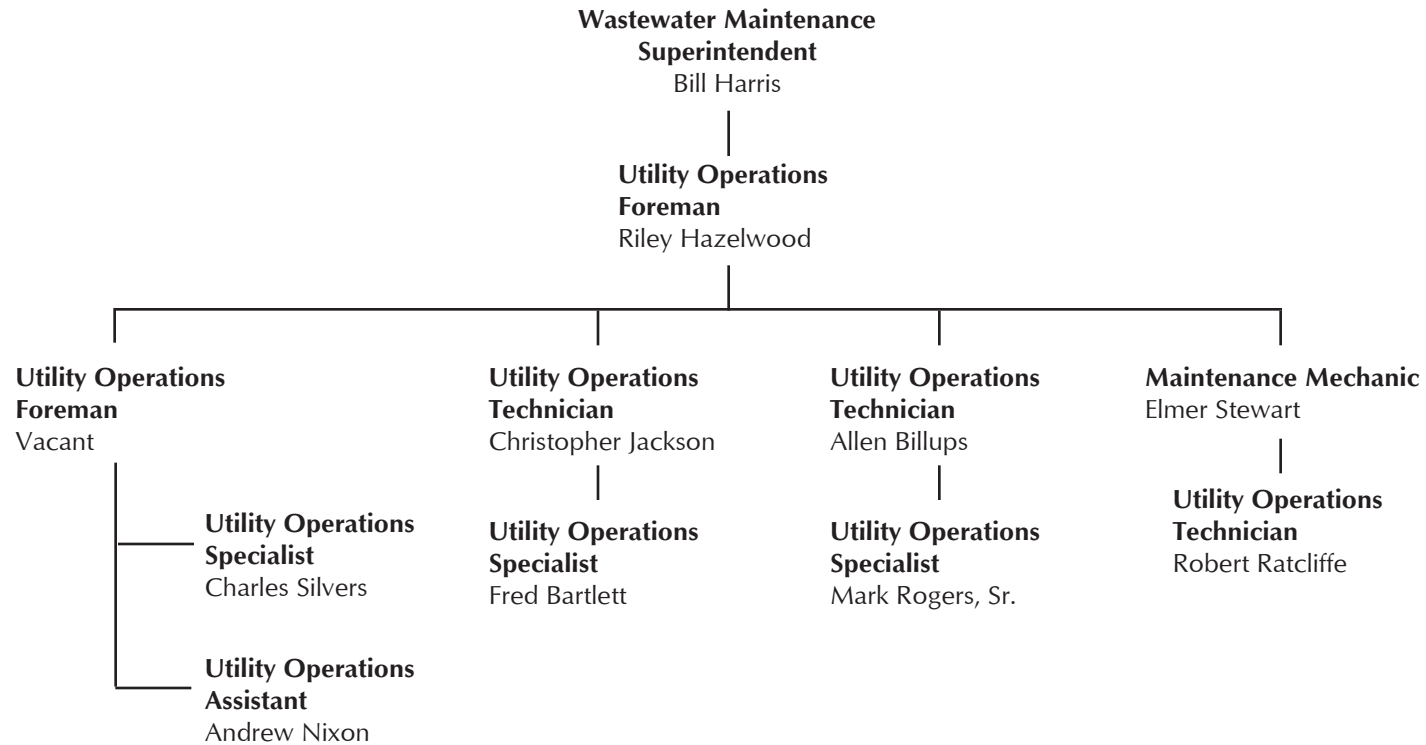 Wastewater Maintenance
Superintendent
Bill Harris
Utility Operations
Foreman
Riley Hazelwood
Utility Operations
Foreman
Vacant
Utility Operations
Specialist
Charles Silvers
Utility Operations
Assistant
Andrew Nixon
Utility Operations
Technician
Christopher Jackson
Utility Operations
Specialist
Fred Bartlett
Utility Operations
Technician
Allen Billups
Utility Operations
Specialist
Mark Rogers, Sr.
Maintenance Mechanic
Elmer Stewart
Utility Operations
Technician
Robert Ratcliffe